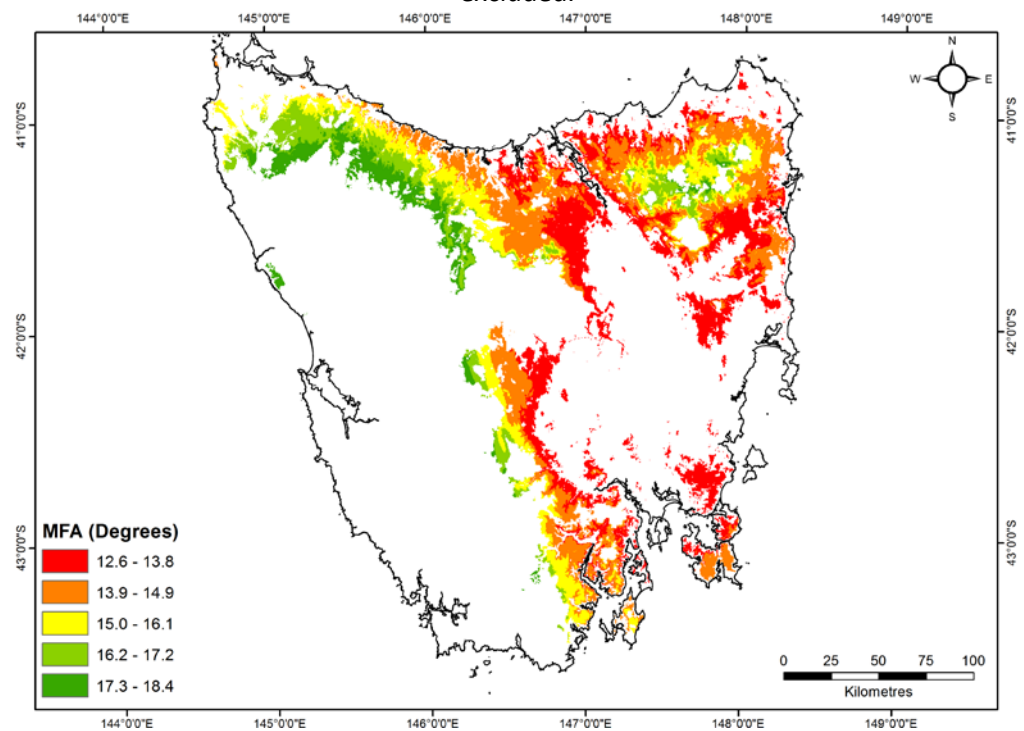 144°0'0"E 145°0'0"E 146°0'0"E 147°0'0"E 148°0'0"E 149°0'0"E
N
W E
S
41°0'0"S 41°0'0"S
42°0'0"S 42°0'0"S
43°0'0"S 43°0'0"S
MFA (Degrees)
12.6 - 13.8
13.9 - 14.9
15.0 - 16.1
16.2 - 17.2
17.3 - 18.4
0 25 50 75 100
Kilometres
144°0'0"E 145°0'0"E 146°0'0"E 147°0'0"E 148°0'0"E 149°0'0"E